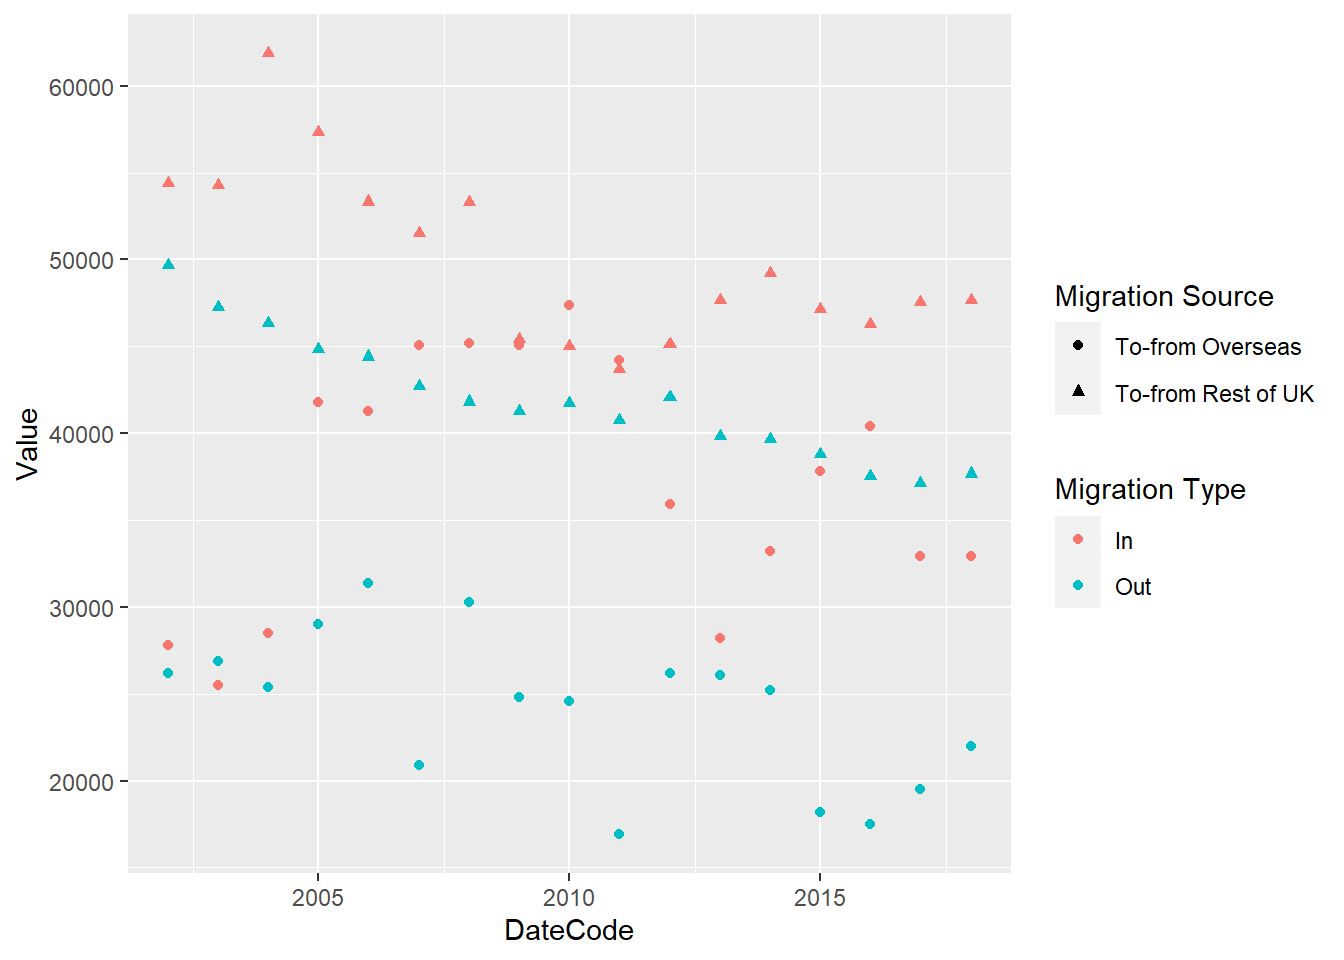 60000
50000
40000
30000
20000
Value
2005
2010
2015
DateCode
Migration Source
To-from Overseas
To-from Rest of UK
Migration Type
In
Out